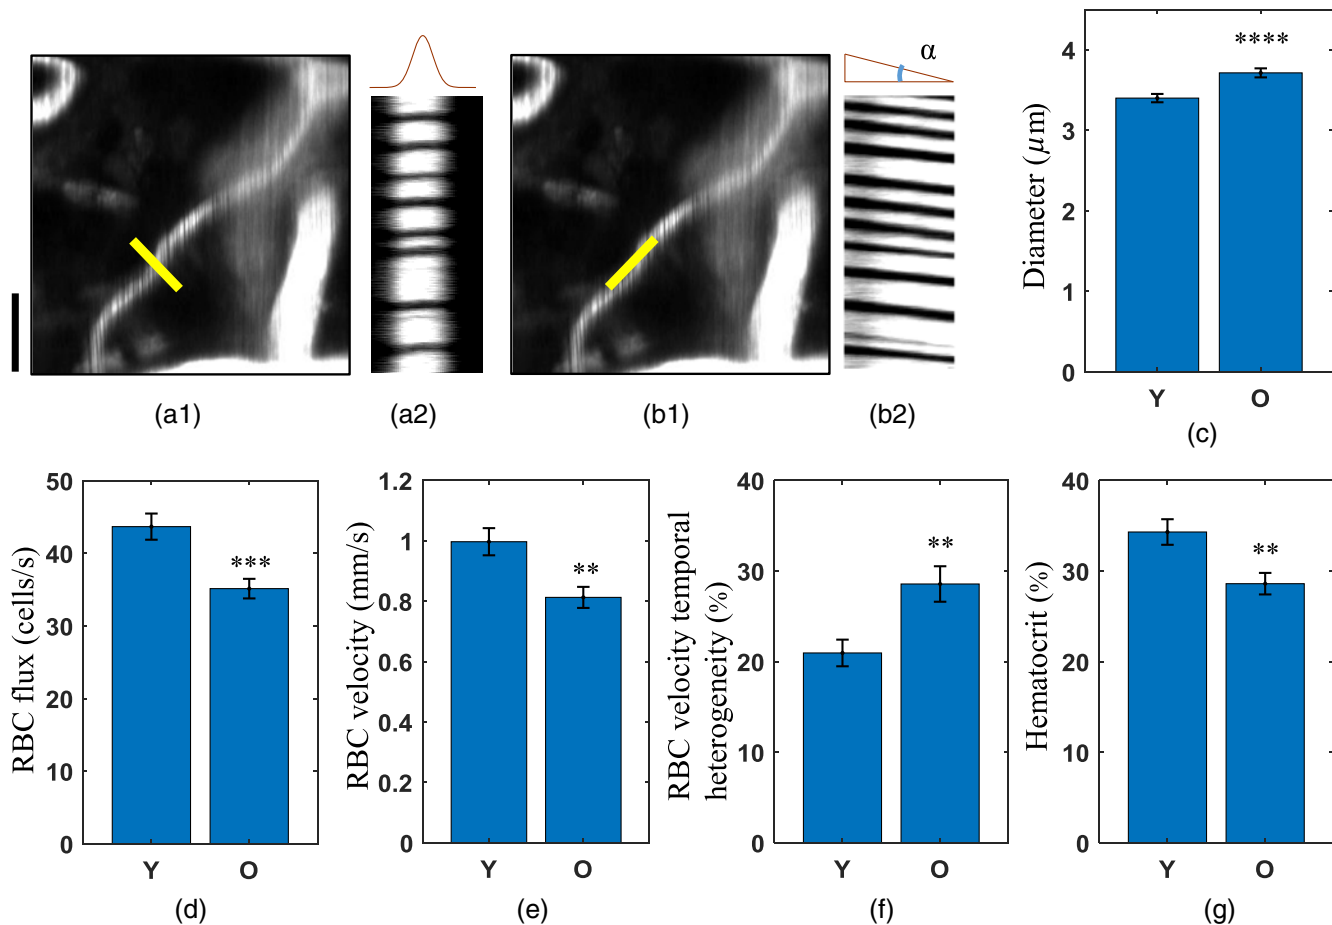 α
(a1)
(a2)
(b1)
(b2)
Diameter (μm)
4
3
2
1
0
****
Y
O
(c)
RBC flux (cells/s)
50
40
30
20
10
0
***
Y
O
(d)
RBC velocity (mm/s)
1.2
1
0.8
0.6
0.4
0.2
0
**
Y
O
(e)
RBC velocity temporal
heterogeneity (%)
40
30
20
10
0
**
Y
O
(f)
Hematocrit (%)
40
30
20
10
0
**
Y
O
(g)